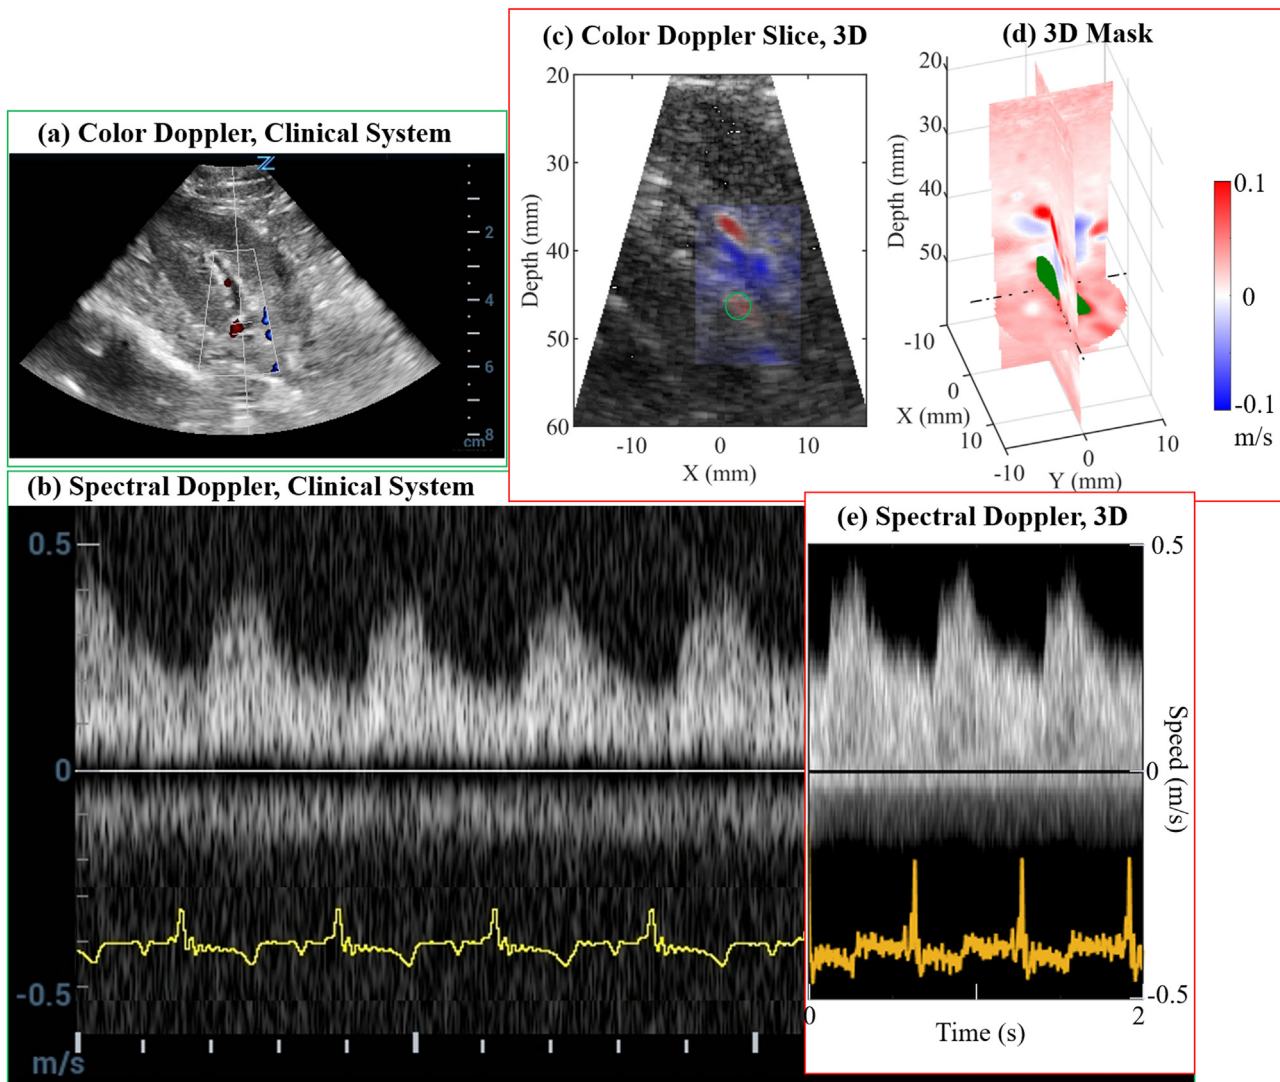 (a) Color Doppler, Clinical System
Z
2
4
6
8
cm
(b) Spectral Doppler, Clinical System
0.5
0
-0.5
m/s
(c) Color Doppler Slice, 3D
20
30
40
50
60
Depth (mm)
-10 0 10
X (mm)
(d) 3D Mask
20
30
40
50
Depth (mm)
-10
0
10
X (mm)
-10
0
10
Y (mm)
0.1
0
-0.1
m/s
(e) Spectral Doppler, 3D
0.5
0
-0.5
Speed (m/s)
0 2
Time (s)